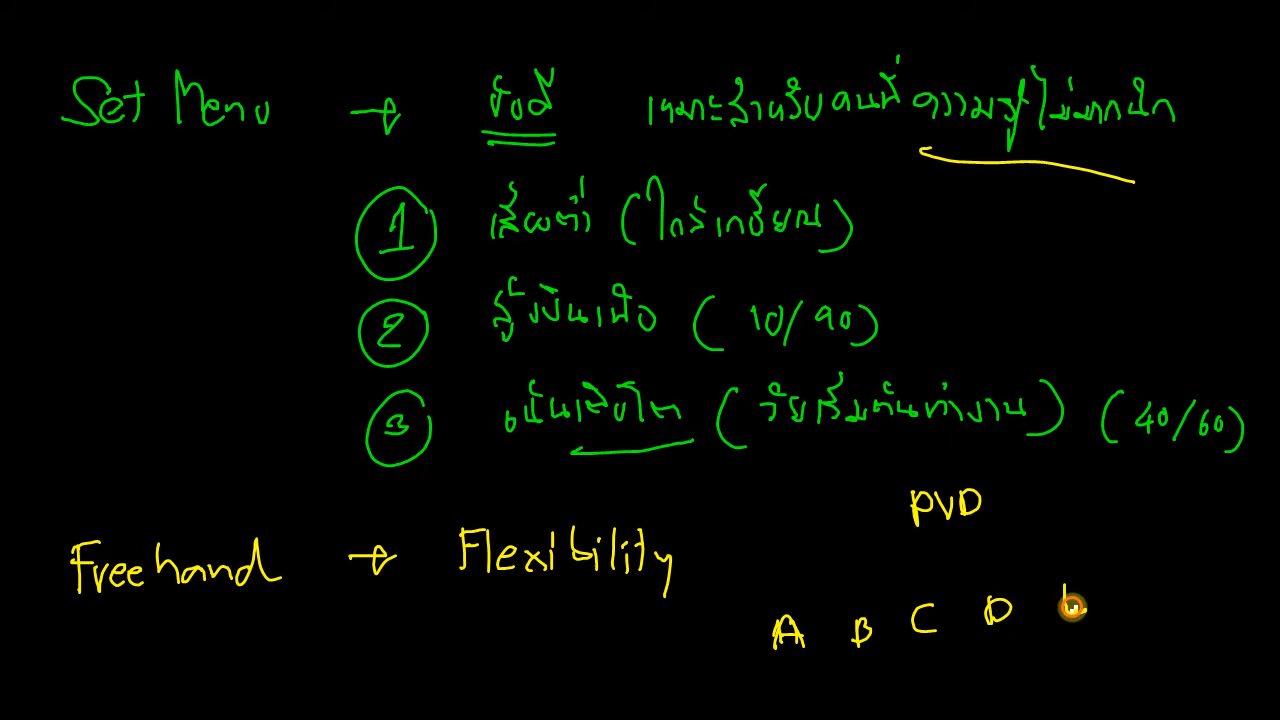 Set Menu → ข้อดี เหมาะสำหรับคนที่ความรู้ไม่มากนัก
1 เสี่ยงต่ำ (ใกล้เกษียณ)
2 สู้เงินเฟ้อ (10/90)
3 เน้นเติบโต (วัยเริ่มต้นทำงาน) (40/60)
PVD
Freehand → Flexibility
A B C D